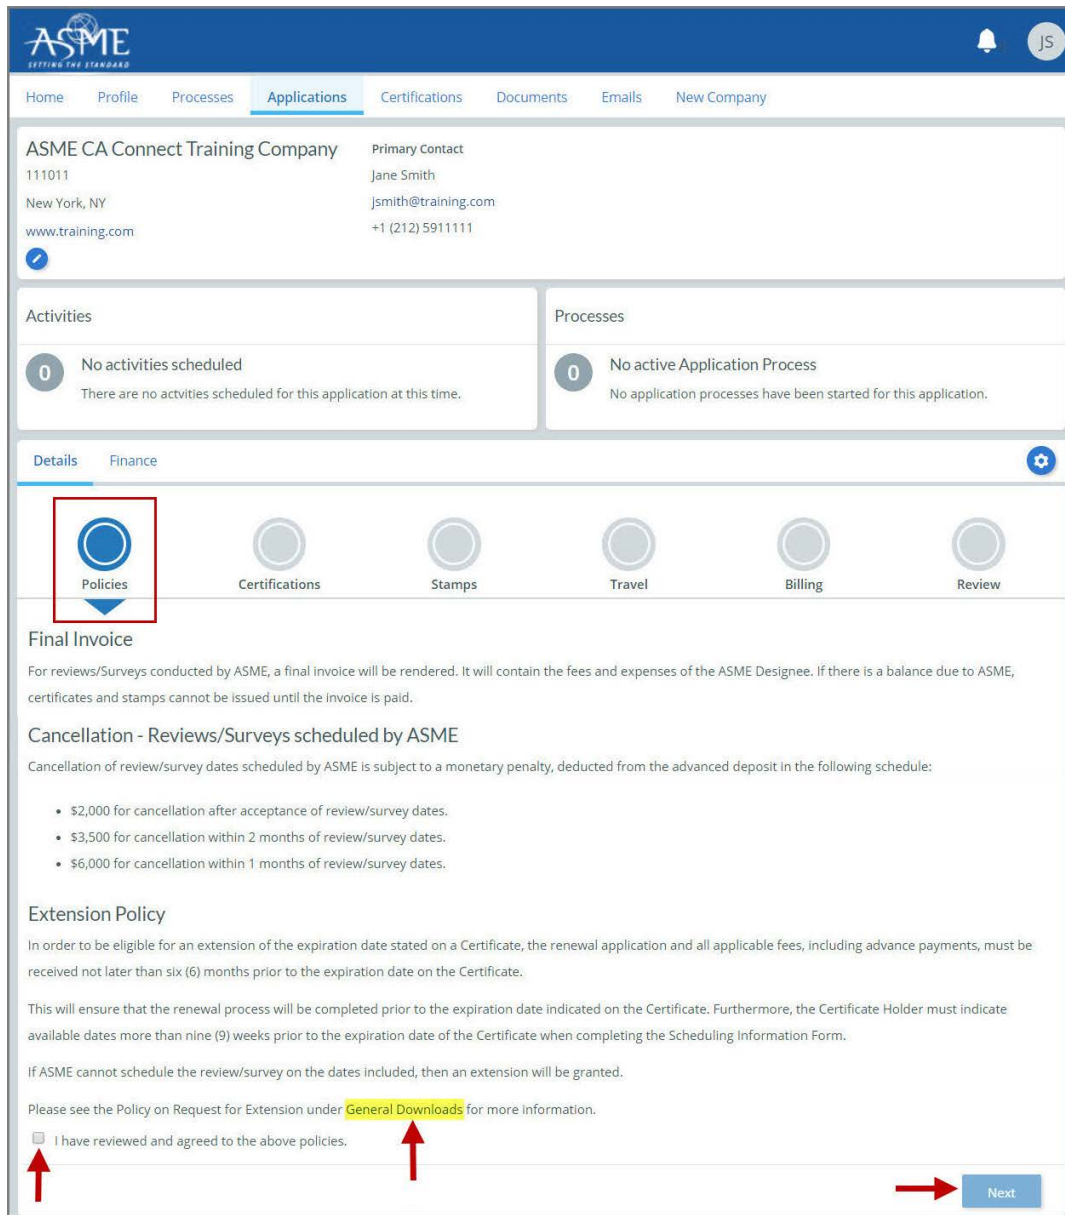 ASME
SETTING THE STANDARD
JS
Home Profile Processes Applications Certifications Documents Emails New Company
ASME CA Connect Training Company
111011
New York, NY
www.training.com
Primary Contact
Jane Smith
jsmith@training.com
+1 (212) 5911111
Activities
0
No activities scheduled
There are no actvities scheduled for this application at this time.
Processes
0
No active Application Process
No application processes have been started for this application.
Details Finance
Policies Certifications Stamps Travel Billing Review
Final Invoice
For reviews/Surveys conducted by ASME, a final invoice will be rendered. It will contain the fees and expenses of the ASME Designee. If there is a balance due to ASME,
certificates and stamps cannot be issued until the invoice is paid.
Cancellation - Reviews/Surveys scheduled by ASME
Cancellation of review/survey dates scheduled by ASME is subject to a monetary penalty, deducted from the advanced deposit in the following schedule:
• $2,000 for cancellation after acceptance of review/survey dates.
• $3,500 for cancellation within 2 months of review/survey dates.
• $6,000 for cancellation within 1 months of review/survey dates.
Extension Policy
In order to be eligible for an extension of the expiration date stated on a Certificate, the renewal application and all applicable fees, including advance payments, must be
received not later than six (6) months prior to the expiration date on the Certificate.
This will ensure that the renewal process will be completed prior to the expiration date indicated on the Certificate. Furthermore, the Certificate Holder must indicate
available dates more than nine (9) weeks prior to the expiration date of the Certificate when completing the Scheduling Information Form.
If ASME cannot schedule the review/survey on the dates included, then an extension will be granted.
Please see the Policy on Request for Extension under General Downloads for more information.
I have reviewed and agreed to the above policies.
Next